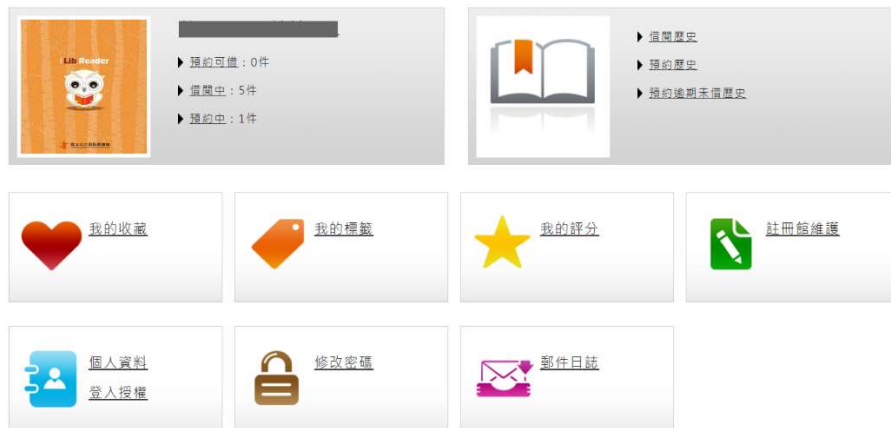 iLib Reader
預約可借：0件
借閱中：5件
預約中：1件
借閱歷史
預約歷史
預約逾期未借歷史
我的收藏
我的標籤
我的評分
註冊館維護
個人資料
登入授權
修改密碼
郵件日誌